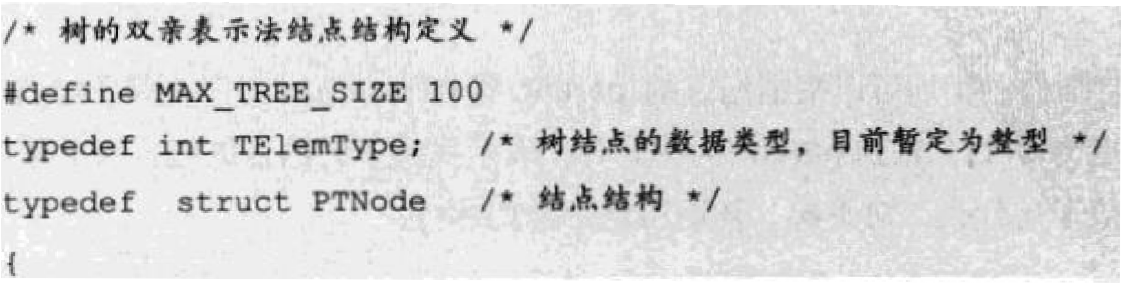 /* 树的双亲表示法结点结构定义 */
#define MAX_TREE_SIZE 100
typedef int TElemType; /* 树结点的数据类型，目前暂定为整型 */
typedef struct PTNode /* 结点结构 */
{